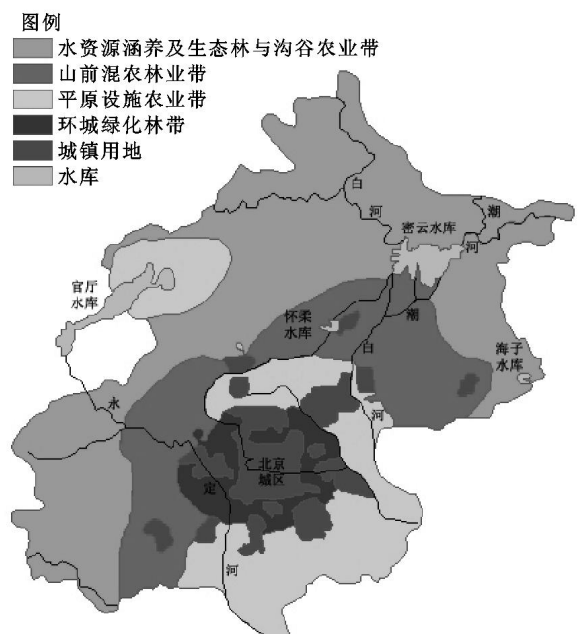 图例
水资源涵养及生态林与沟谷农业带
山前混农林业带
平原设施农业带
环城绿化林带
城镇用地
水库
白
河
潮
河
密云水库
官厅
水库
怀柔
水库
潮
白
河
海子
水库
永
定
河
北京
城区